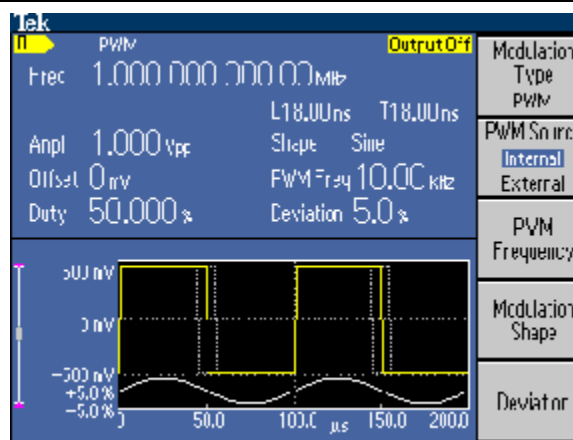 Tek
PWM Output Off
Freq 1.000 000 000 00 MHz
L18.00ns T18.00ns
Ampl 1.000 Vpp Shape Sine
Offset 0 mV PWM Freq 10.00 kHz
Duty 50.000 % Deviation 5.0 %
500 mV
0 mV
-500 mV
+5.0 %
-5.0 %
0 50.0 100.0 µs 150.0 200.0
Modulation
Type
PWM
PWM Sourc
Internal
External
PWM
Frequency
Modulation
Shape
Deviation